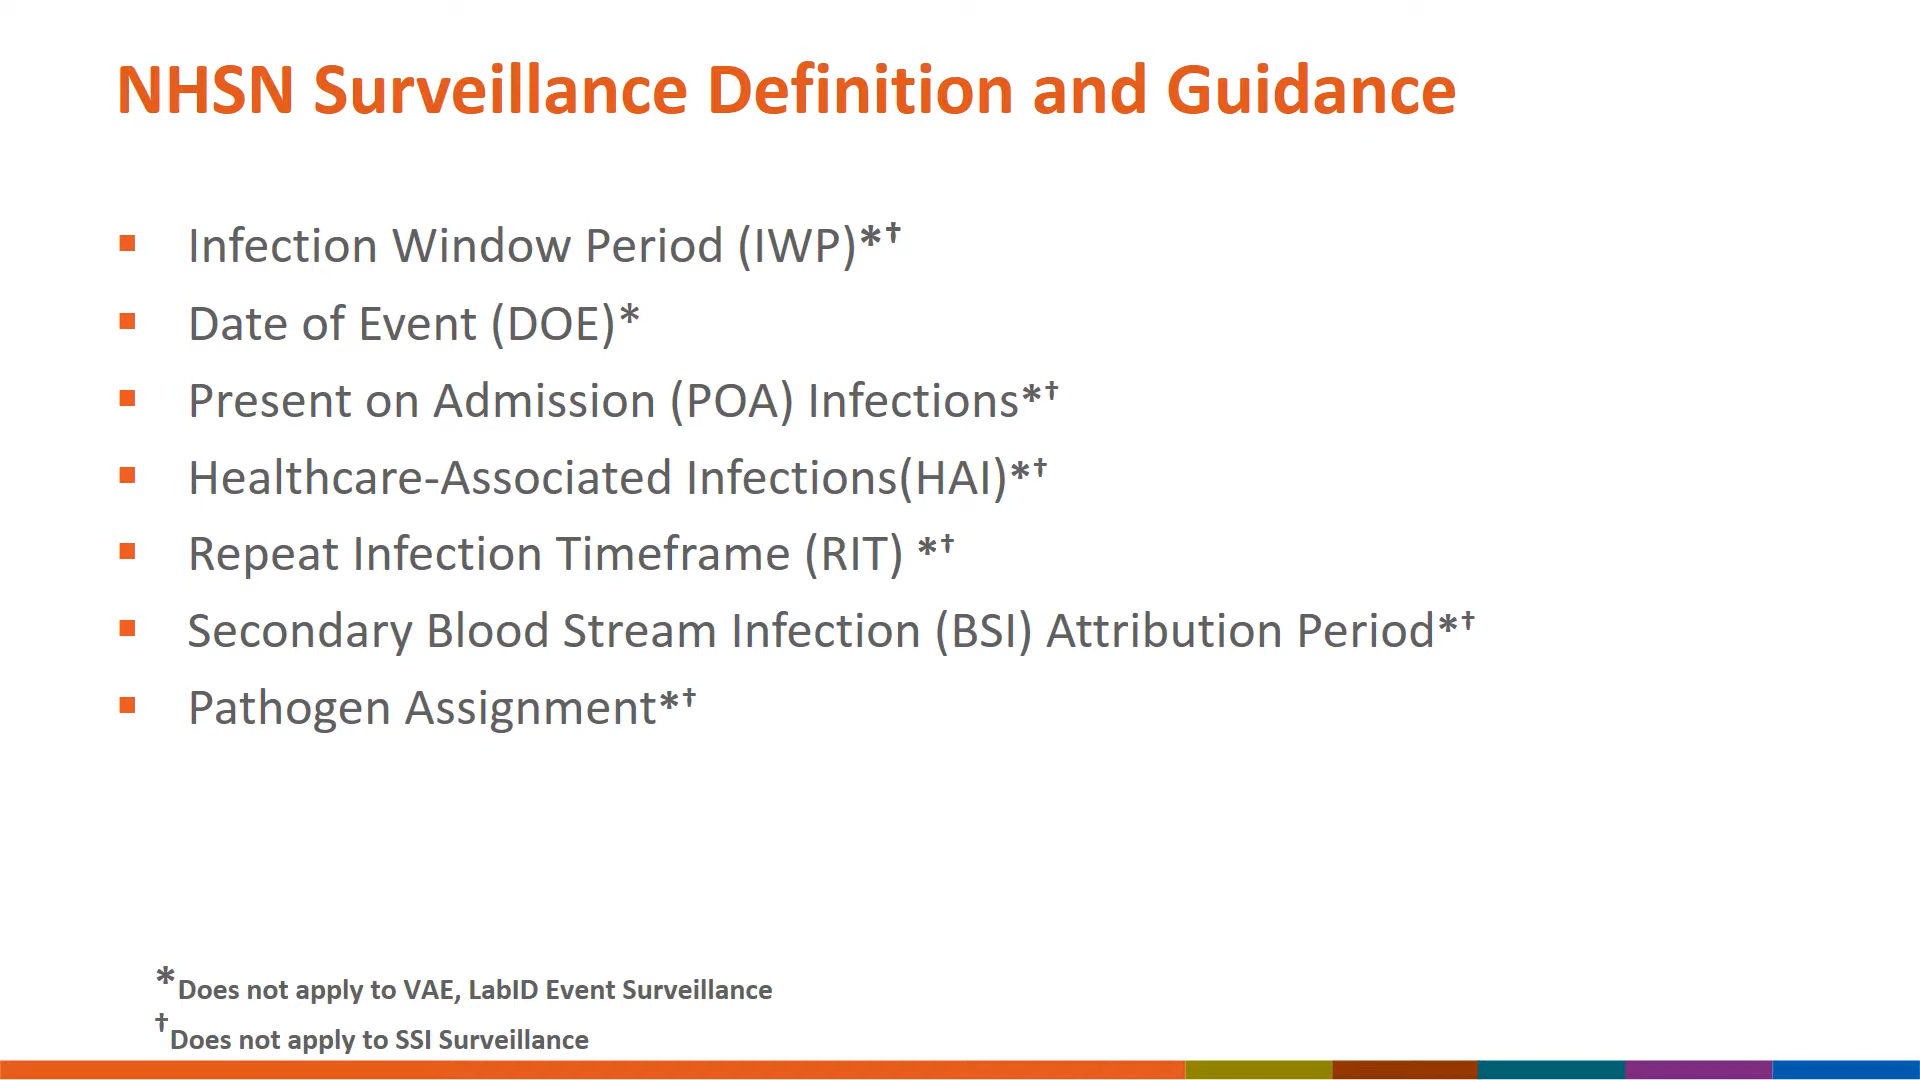 NHSN Surveillance Definition and Guidance
▪ Infection Window Period (IWP)*†
▪ Date of Event (DOE)*
▪ Present on Admission (POA) Infections*†
▪ Healthcare-Associated Infections(HAI)*†
▪ Repeat Infection Timeframe (RIT) *†
▪ Secondary Blood Stream Infection (BSI) Attribution Period*†
▪ Pathogen Assignment*†
*Does not apply to VAE, LabID Event Surveillance
†Does not apply to SSI Surveillance